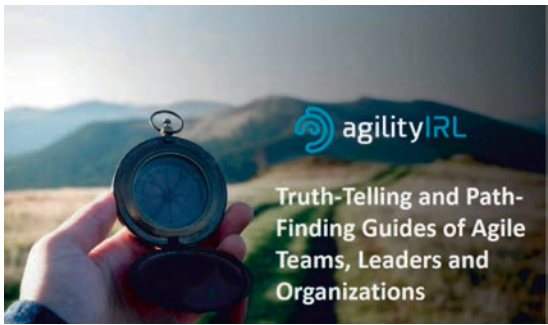 agilityIRL
Truth-Telling and Path-
Finding Guides of Agile
Teams, Leaders and
Organizations